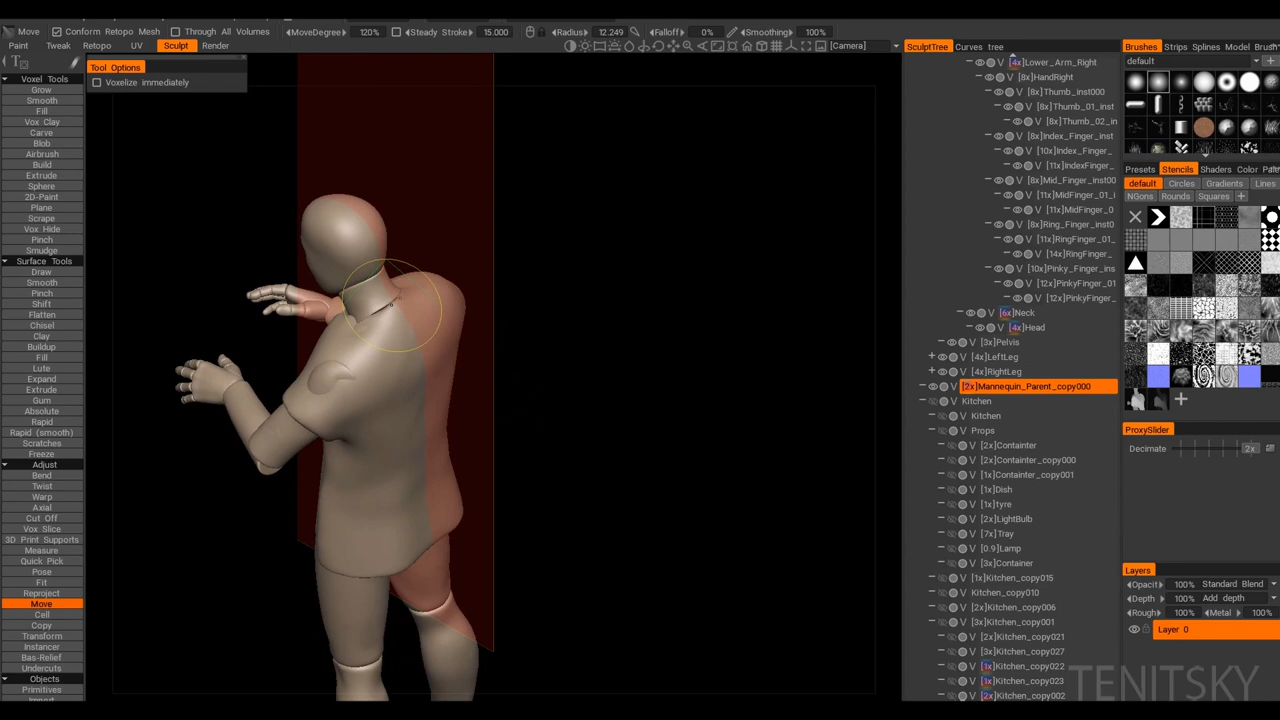 Move Conform Retopo Mesh Through All Volumes MoveDegree 120% Steady Stroke 15.000 Radius 12.249 Falloff 0% Smoothing 100%
Paint Tweak Retopo UV Sculpt Render [Camera]
Tool Options
Voxelize immediately
Voxel Tools
Grow
Smooth
Fill
Vox Clay
Carve
Blob
Airbrush
Build
Extrude
Sphere
2D-Paint
Plane
Scrape
Vox Hide
Pinch
Smudge
Surface Tools
Draw
Smooth
Pinch
Shift
Flatten
Chisel
Clay
Buildup
Fill
Lute
Expand
Extrude
Gum
Absolute
Rapid
Rapid (smooth)
Scratches
Freeze
Adjust
Bend
Twist
Warp
Axial
Cut Off
Vox Slice
3D Print Supports
Measure
Quick Pick
Pose
Fit
Reproject
Move
Cell
Copy
Transform
Instancer
Bas-Relief
Undercuts
Objects
Primitives
SculptTree Curves tree
V [4x]Lower_Arm_Right
V [8x]HandRight
V [8x]Thumb_inst000
V [8x]Thumb_01_inst
V [8x]Thumb_02_in
V [8x]Index_Finger_inst
V [10x]Index_Finger_
V [11x]IndexFinger_
V [8x]Mid_Finger_inst00
V [11x]MidFinger_01_i
V [11x]MidFinger_0
V [8x]Ring_Finger_inst0
V [11x]RingFinger_01_
V [14x]RingFinger_
V [10x]Pinky_Finger_ins
V [12x]PinkyFinger_01
V [12x]PinkyFinger_
V [6x]Neck
V [4x]Head
V [3x]Pelvis
V [4x]LeftLeg
V [4x]RightLeg
V [2x]Mannequin_Parent_copy000
V Kitchen
V Kitchen
V Props
V [2x]Containter
V [2x]Containter_copy000
V [1x]Containter_copy001
V [1x]Dish
V [1x]tyre
V [2x]LightBulb
V [7x]Tray
V [0.9]Lamp
V [3x]Container
V [1x]Kitchen_copy015
V Kitchen_copy010
V [2x]Kitchen_copy006
V [3x]Kitchen_copy001
V [2x]Kitchen_copy021
V [3x]Kitchen_copy027
V [1x]Kitchen_copy022
V [1x]Kitchen_copy023
V [2x]Kitchen_copy002
Brushes Strips Splines Model Brus
default
Presets Stencils Shaders Color
default Circles Gradients Lines
NGons Rounds Squares
ProxySlider
Decimate 2x
Layers
Opacit 100% Standard Blend
Depth 100% Add depth
Rough 100% Metal 100%
Layer 0
TENITSKY